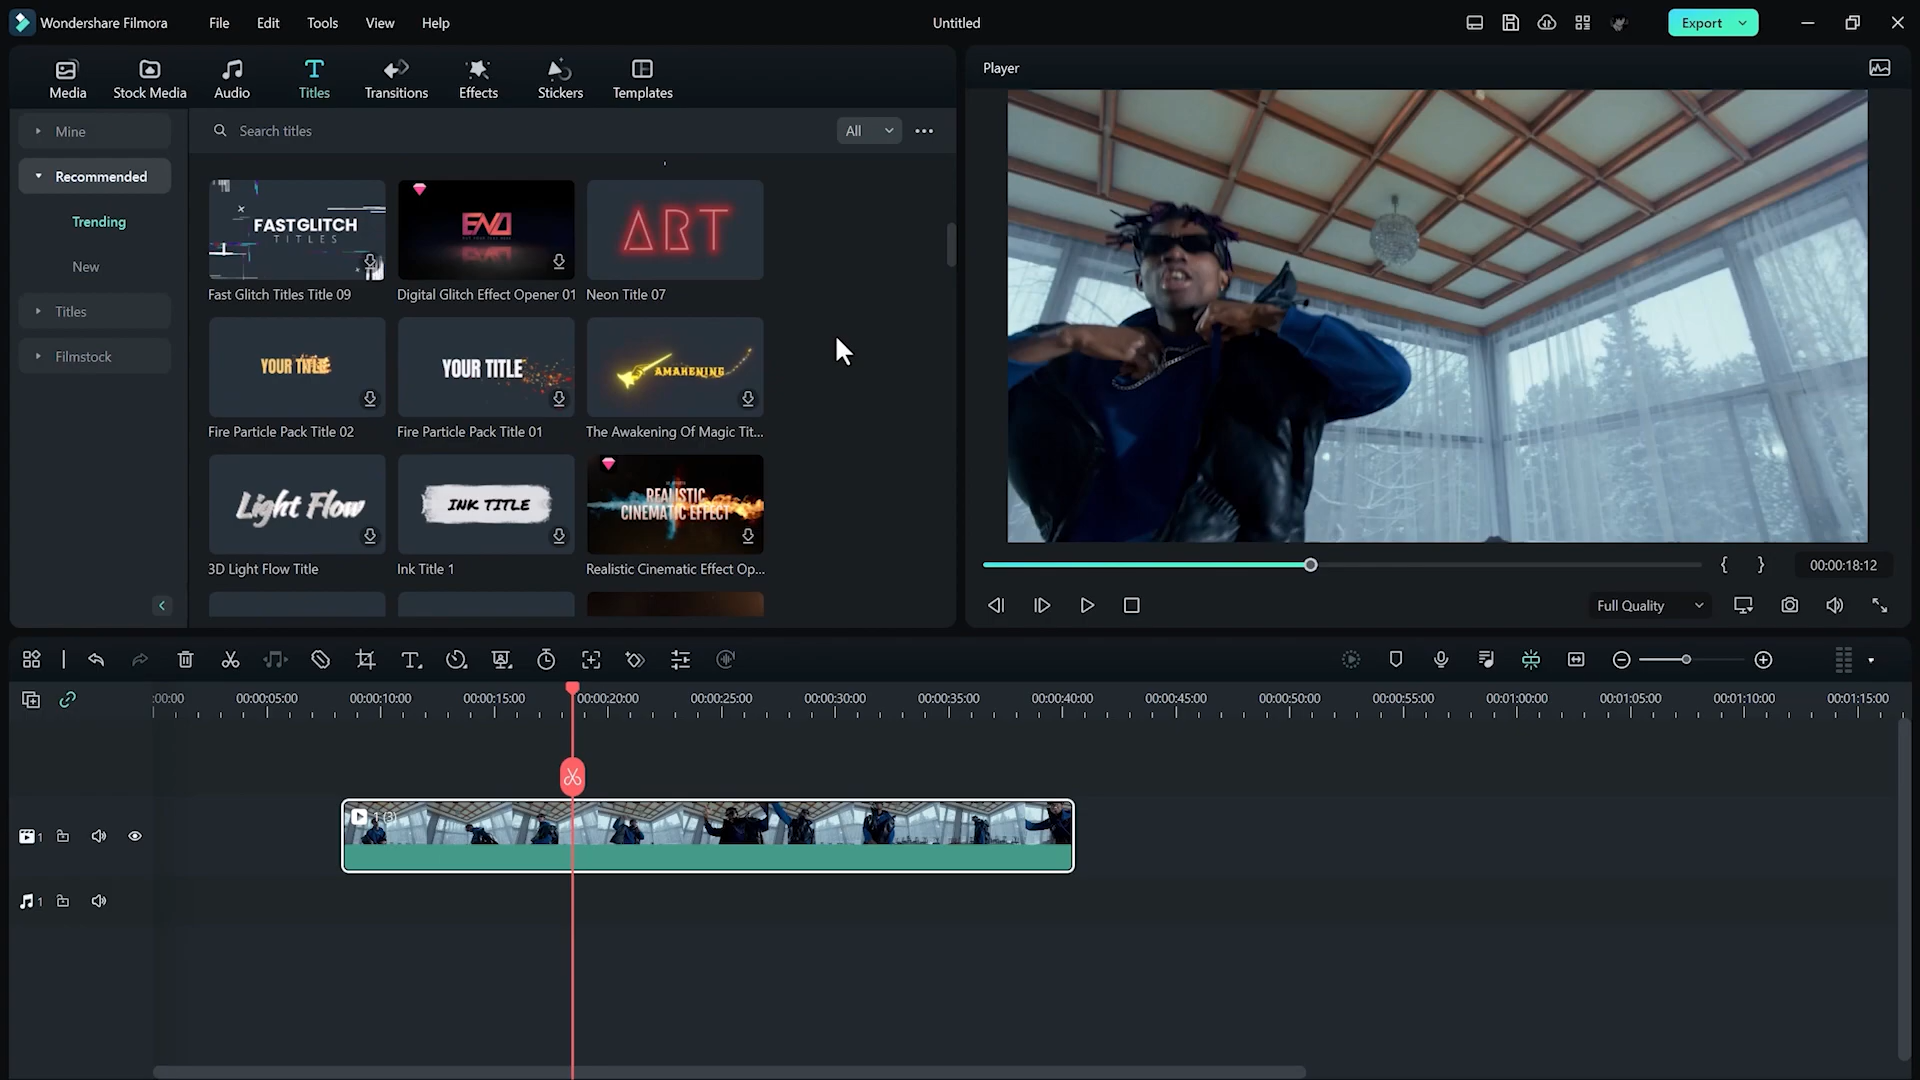 Wondershare Filmora File Edit Tools View Help Untitled Export
Media Stock Media Audio Titles Transitions Effects Stickers Templates
Player
Mine
Recommended
Trending
New
Titles
Filmstock
Search titles All
FAST GLITCH
TITLES
ART
Fast Glitch Titles Title 09 Digital Glitch Effect Opener 01 Neon Title 07
YOUR TITLE
YOUR TITLE
AWAKENING
Fire Particle Pack Title 02 Fire Particle Pack Title 01 The Awakening Of Magic Tit...
Light Flow
INK TITLE
REALISTIC
CINEMATIC EFFECT
3D Light Flow Title Ink Title 1 Realistic Cinematic Effect Op...
00:00:18:12
Full Quality
:00:00 00:00:05:00 00:00:10:00 00:00:15:00 00:00:20:00 00:00:25:00 00:00:30:00 00:00:35:00 00:00:40:00 00:00:45:00 00:00:50:00 00:00:55:00 00:01:00:00 00:01:05:00 00:01:10:00 00:01:15:00
1 (3)
1
1